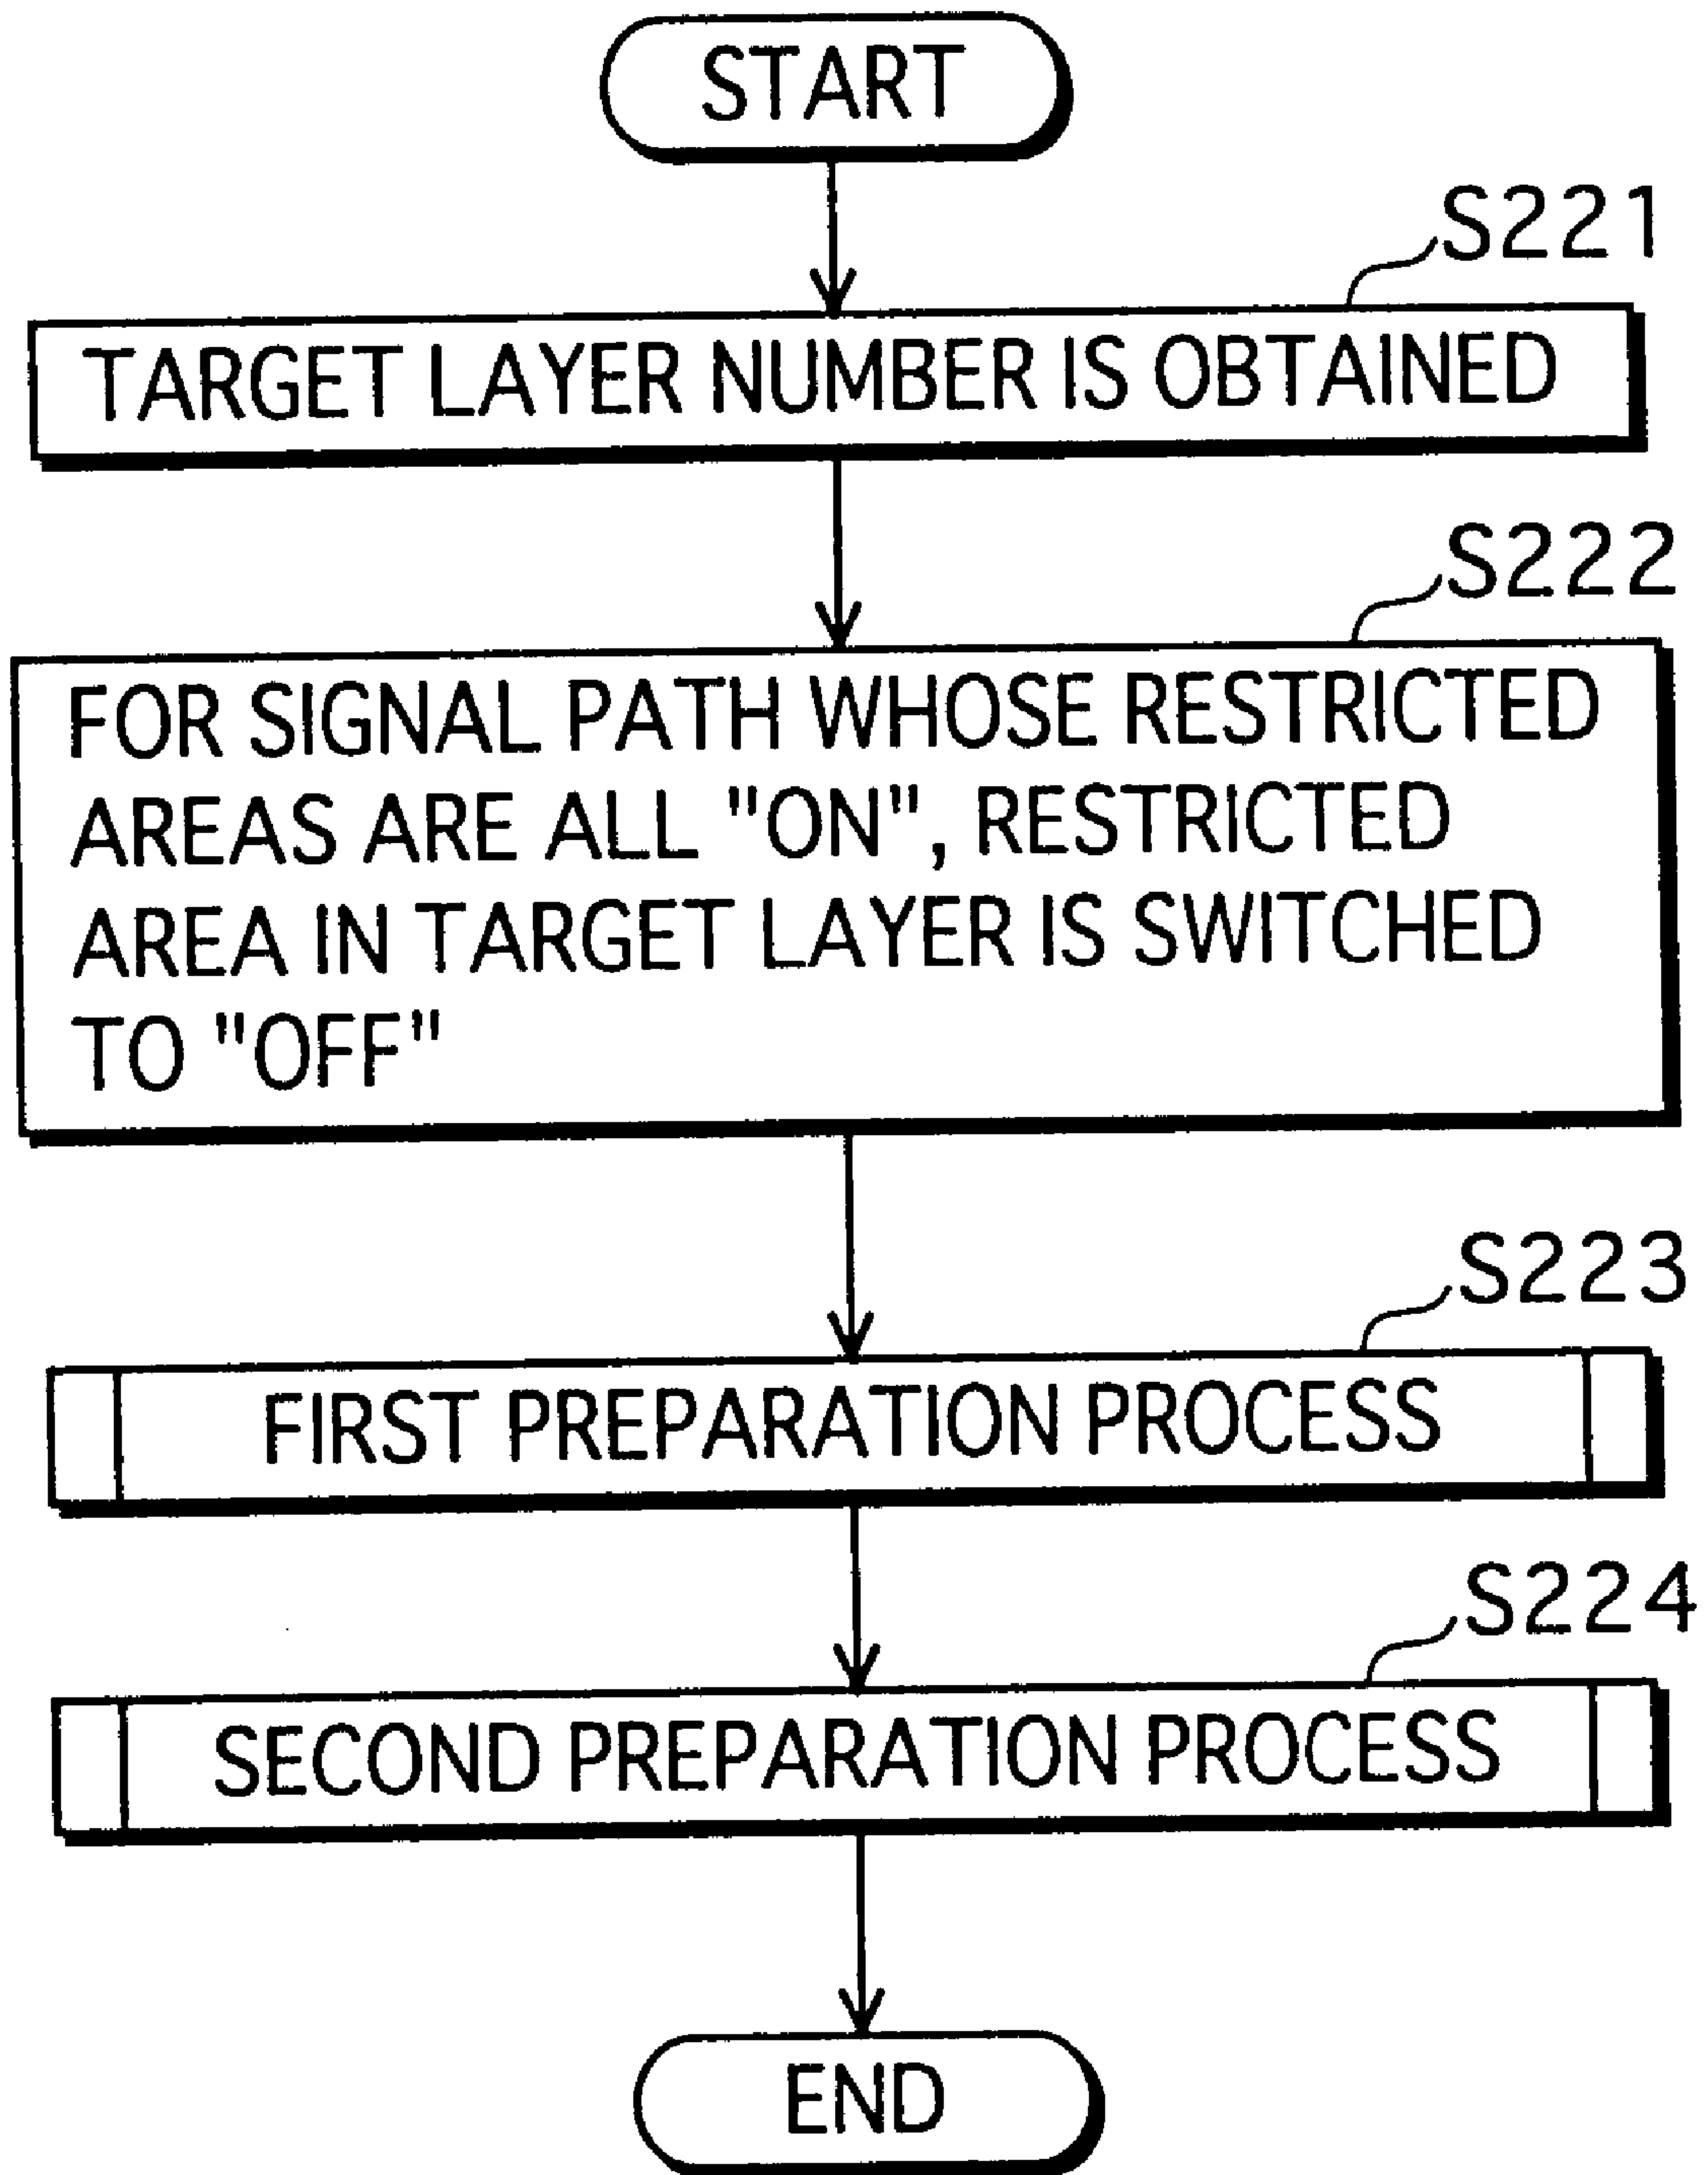 START
S221
TARGET LAYER NUMBER IS OBTAINED
S222
FOR SIGNAL PATH WHOSE RESTRICTED
AREAS ARE ALL "ON", RESTRICTED
AREA IN TARGET LAYER IS SWITCHED
TO "OFF"
S223
FIRST PREPARATION PROCESS
S224
SECOND PREPARATION PROCESS
END